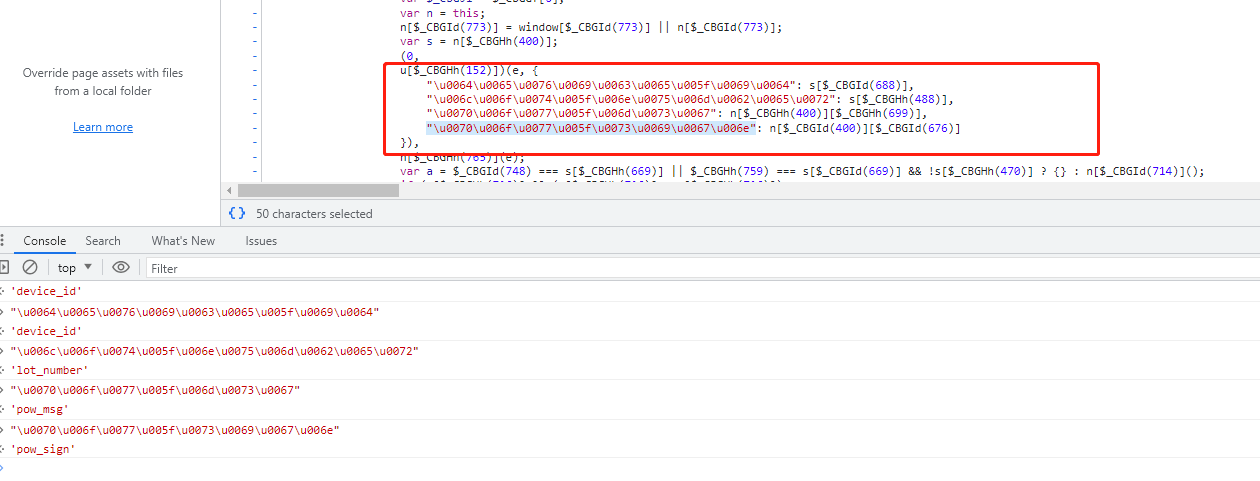 var n = this;
n[$_CBGId(773)] = window[$_CBGId(773)] || n[$_CBGId(773)];
var s = n[$_CBGHh(400)];
(0,
u[$_CBGHh(152)])(e, {
"\u0064\u0065\u0076\u0069\u0063\u0065\u005f\u0069\u0064": s[$_CBGId(688)],
"\u006c\u006f\u0074\u005f\u006e\u0075\u006d\u0062\u0065\u0072": s[$_CBGHh(488)],
"\u0070\u006f\u0077\u005f\u006d\u0073\u0067": n[$_CBGHh(400)][$_CBGHh(699)],
"\u0070\u006f\u0077\u005f\u0073\u0069\u0067\u006e": n[$_CBGId(400)][$_CBGId(676)]
}),
n[$_CBGHh(765)](e);
var a = $_CBGId(748) === s[$_CBGHh(669)] || $_CBGHh(759) === s[$_CBGId(669)] && !s[$_CBGHh(470)] ? {} : n[$_CBGId(714)]();
Override page assets with files
from a local folder
Learn more
{} 50 characters selected
Console Search What's New Issues
top Filter
'device_id'
"\u0064\u0065\u0076\u0069\u0063\u0065\u005f\u0069\u0064"
'device_id'
"\u006c\u006f\u0074\u005f\u006e\u0075\u006d\u0062\u0065\u0072"
'lot_number'
"\u0070\u006f\u0077\u005f\u006d\u0073\u0067"
'pow_msg'
"\u0070\u006f\u0077\u005f\u0073\u0069\u0067\u006e"
'pow_sign'